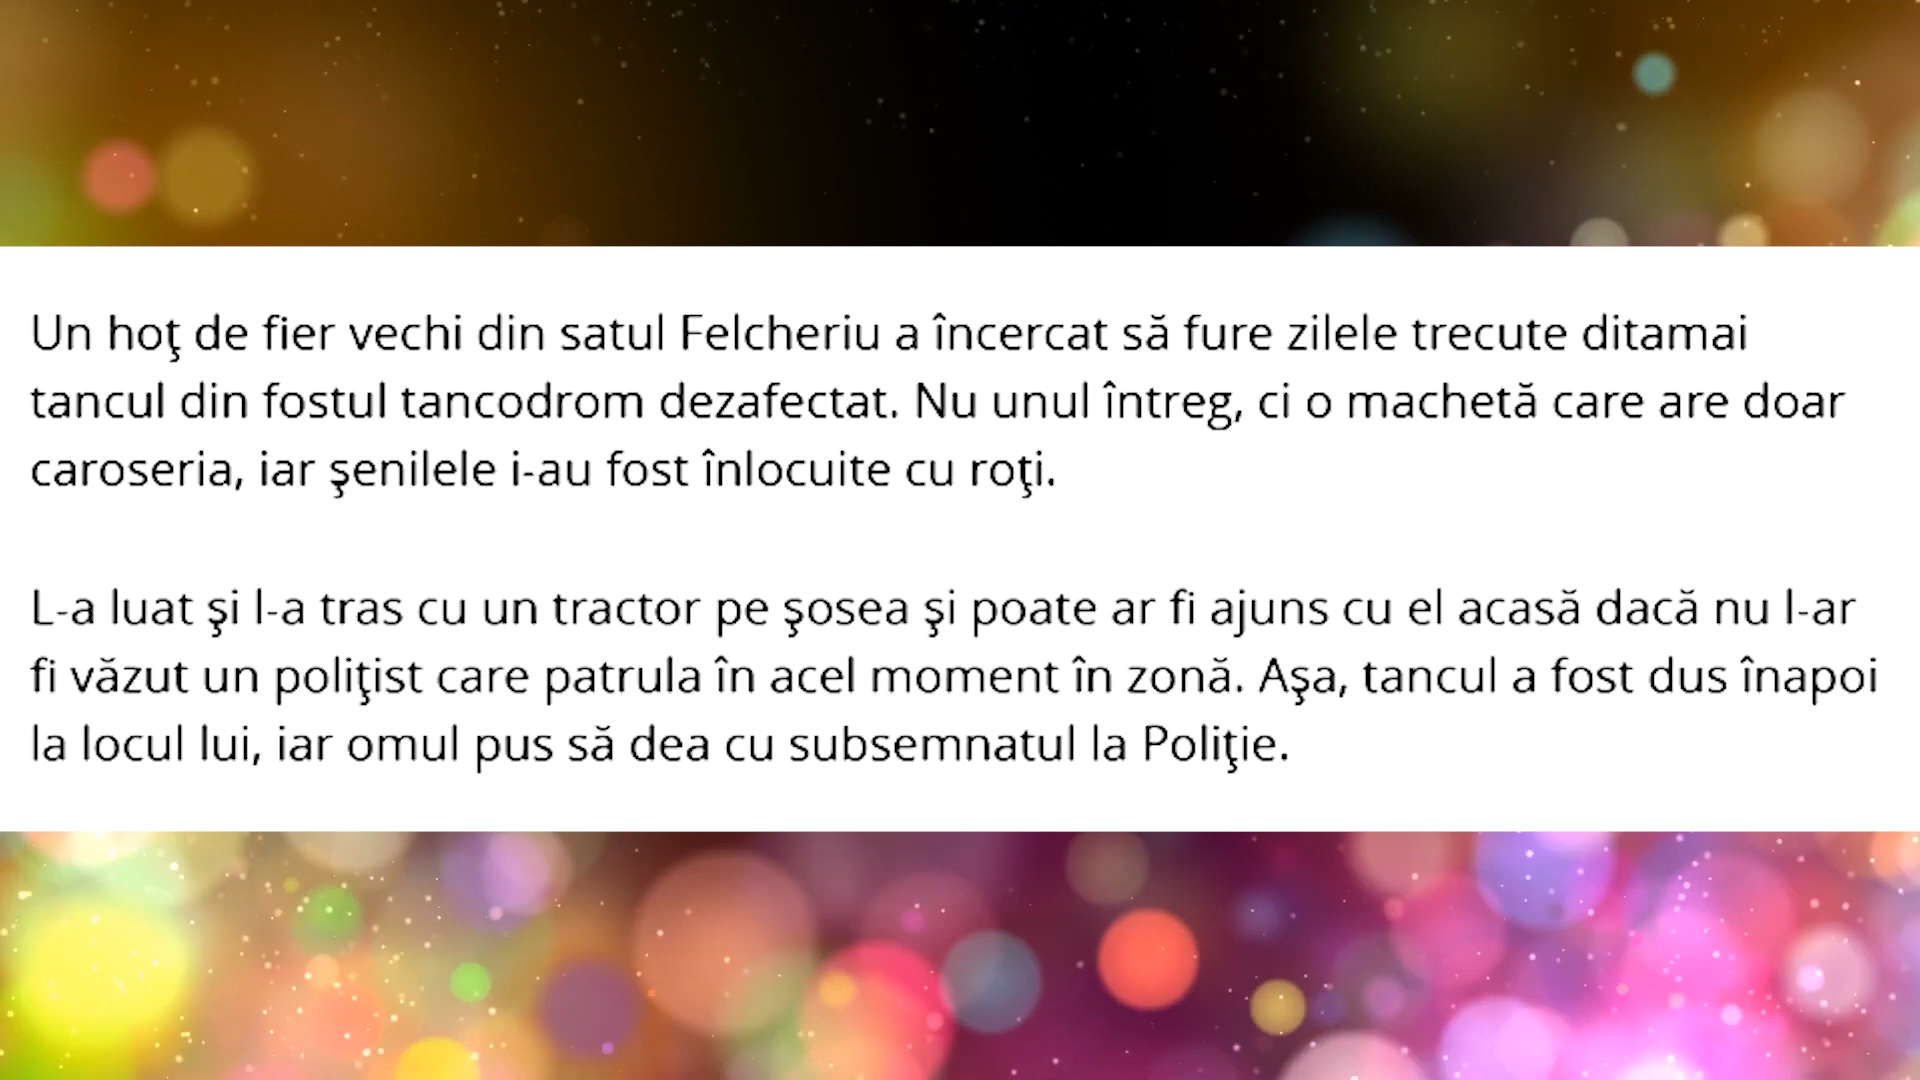 Un hoţ de fier vechi din satul Felcheriu a încercat să fure zilele trecute ditamai
tancul din fostul tancodrom dezafectat. Nu unul întreg, ci o machetă care are doar
caroseria, iar şenilele i-au fost înlocuite cu roţi.
L-a luat şi l-a tras cu un tractor pe şosea şi poate ar fi ajuns cu el acasă dacă nu l-ar
fi văzut un poliţist care patrula în acel moment în zonă. Aşa, tancul a fost dus înapoi
la locul lui, iar omul pus să dea cu subsemnatul la Poliţie.